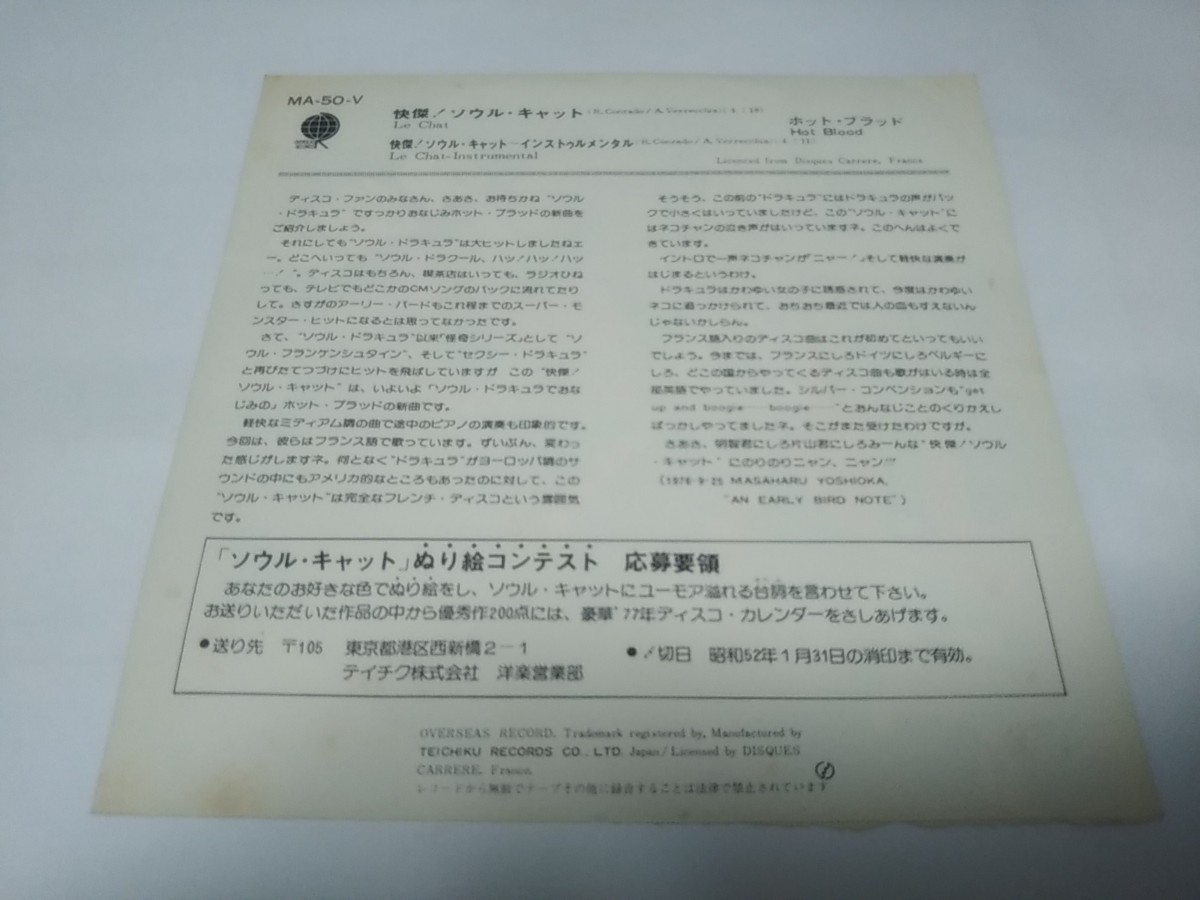 MA-50-V
快傑!ソウル・キャット(E. Conrado/A. Verrecchia)
Le Chat
快傑!ソウル・キャット─インストゥルメンタル(E. Conrado/A. Verrecchia)
Le Chat-Instrumental
ホット・ブラッド
Hot Blood
Licenced from Disques Carrere, France
ディスコ・ファンのみなさん、さあさ、お待ちかね“ソウル
・ドラキュラ”ですっかりおなじみホット・ブラッドの新曲を
ご紹介しましょう。
それにしても“ソウル・ドラキュラ”は大ヒットしましたねエ
ー。どこへいっても“ソウル・ドラクール、ハッ!ハッ!ハッ
─!”。ディスコはもちろん、喫茶店はいっても、ラジオひね
っても、テレビでもどこかのCMソングのバックに流れてたり
して。さすがのアーリー・バードもこれ程までのスーパー・モ
ンスター・ヒットになるとは思ってなかったです。
さて、“ソウル・ドラキュラ”以来「怪奇シリーズ」として“ソ
ウル・フランケンシュタイン”、そして“セクシー・ドラキュラ”
と再びたてつづけにヒットを飛ばしていますが この“快傑!
ソウル・キャット”は、いよいよ「ソウル・ドラキュラでおな
じみの」ホット・ブラッドの新曲です。
軽快なミディアム調の曲で途中のピアノの演奏も印象的です。
今回は、彼らはフランス語で歌っています。ずいぶん、変わっ
た感じがしますネ。何となく“ドラキュラ”がヨーロッパ調のサ
ウンドの中にもアメリカ的なところもあったのに対して、この
“ソウル・キャット”は完全なフレンチ・ディスコという雰囲気
です。
そうそう、この前の“ドラキュラ”にはドラキュラの声がバッ
クで小さくはいっていましたけど、この“ソウル・キャット”に
はネコチャンの泣き声がはいっていますネ。このへんはよくで
きています。
イントロで一声ネコチャンが「ニャー!」そして軽快な演奏が
はじまるというわけ。
ドラキュラはかわゆい女の子に誘惑されて、今度はかわゆい
ネコに追っかけられて、おちおち最近では人の血もすえないん
じゃないかしらん。
フランス語入りのディスコ曲はこれが初めてといってもいい
でしょう。今までは、フランスにしろドイツにしろベルギーに
しろ、どこの国からやってくるディスコ曲も歌がはいる時は全
部英語でやっていました。シルバー・コンベンションも“get
up and boogie──boogie──”とおんなじことのくりかえし
ばっかしやってましたネ。そこがまた受けたわけですが。
さあさ、明智君にしろ片山君にしろみーんな“快傑!ソウル
・キャット”にのりのりニャン、ニャン!!!
(1976-9-25 MASAHARU YOSHIOKA,
“AN EARLY BIRD NOTE”)
「ソウル・キャット」ぬり絵コンテスト 応募要領
あなたのお好きな色でぬり絵をし、ソウル・キャットにユーモア溢れる台詞を言わせて下さい。
お送りいただいた作品の中から優秀作200点には、豪華'77年ディスコ・カレンダーをさしあげます。
●送り先 〒105 東京都港区西新橋2−1
テイチク株式会社 洋楽営業部
●〆切日 昭和52年1月31日の消印まで有効。
OVERSEAS RECORD. Trademark registered by, Manufactured by
TEICHIKU RECORDS CO., LTD. Japan/Licenced by DISQUES
CARRERE. France.
レコードから無断でテープその他に録音することは法律で禁止されています